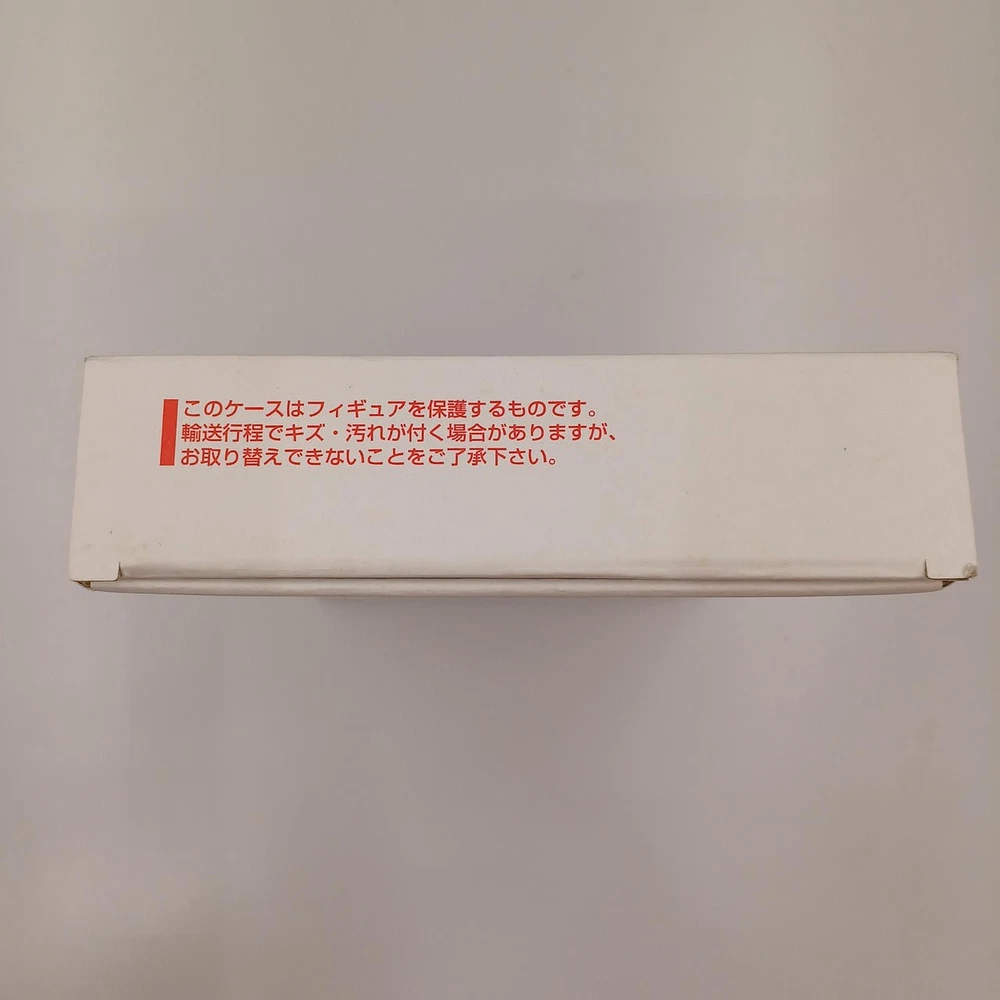 このケースはフィギュアを保護するものです。
輸送行程でキズ・汚れが付く場合がありますが、
お取り替えできないことをご了承下さい。